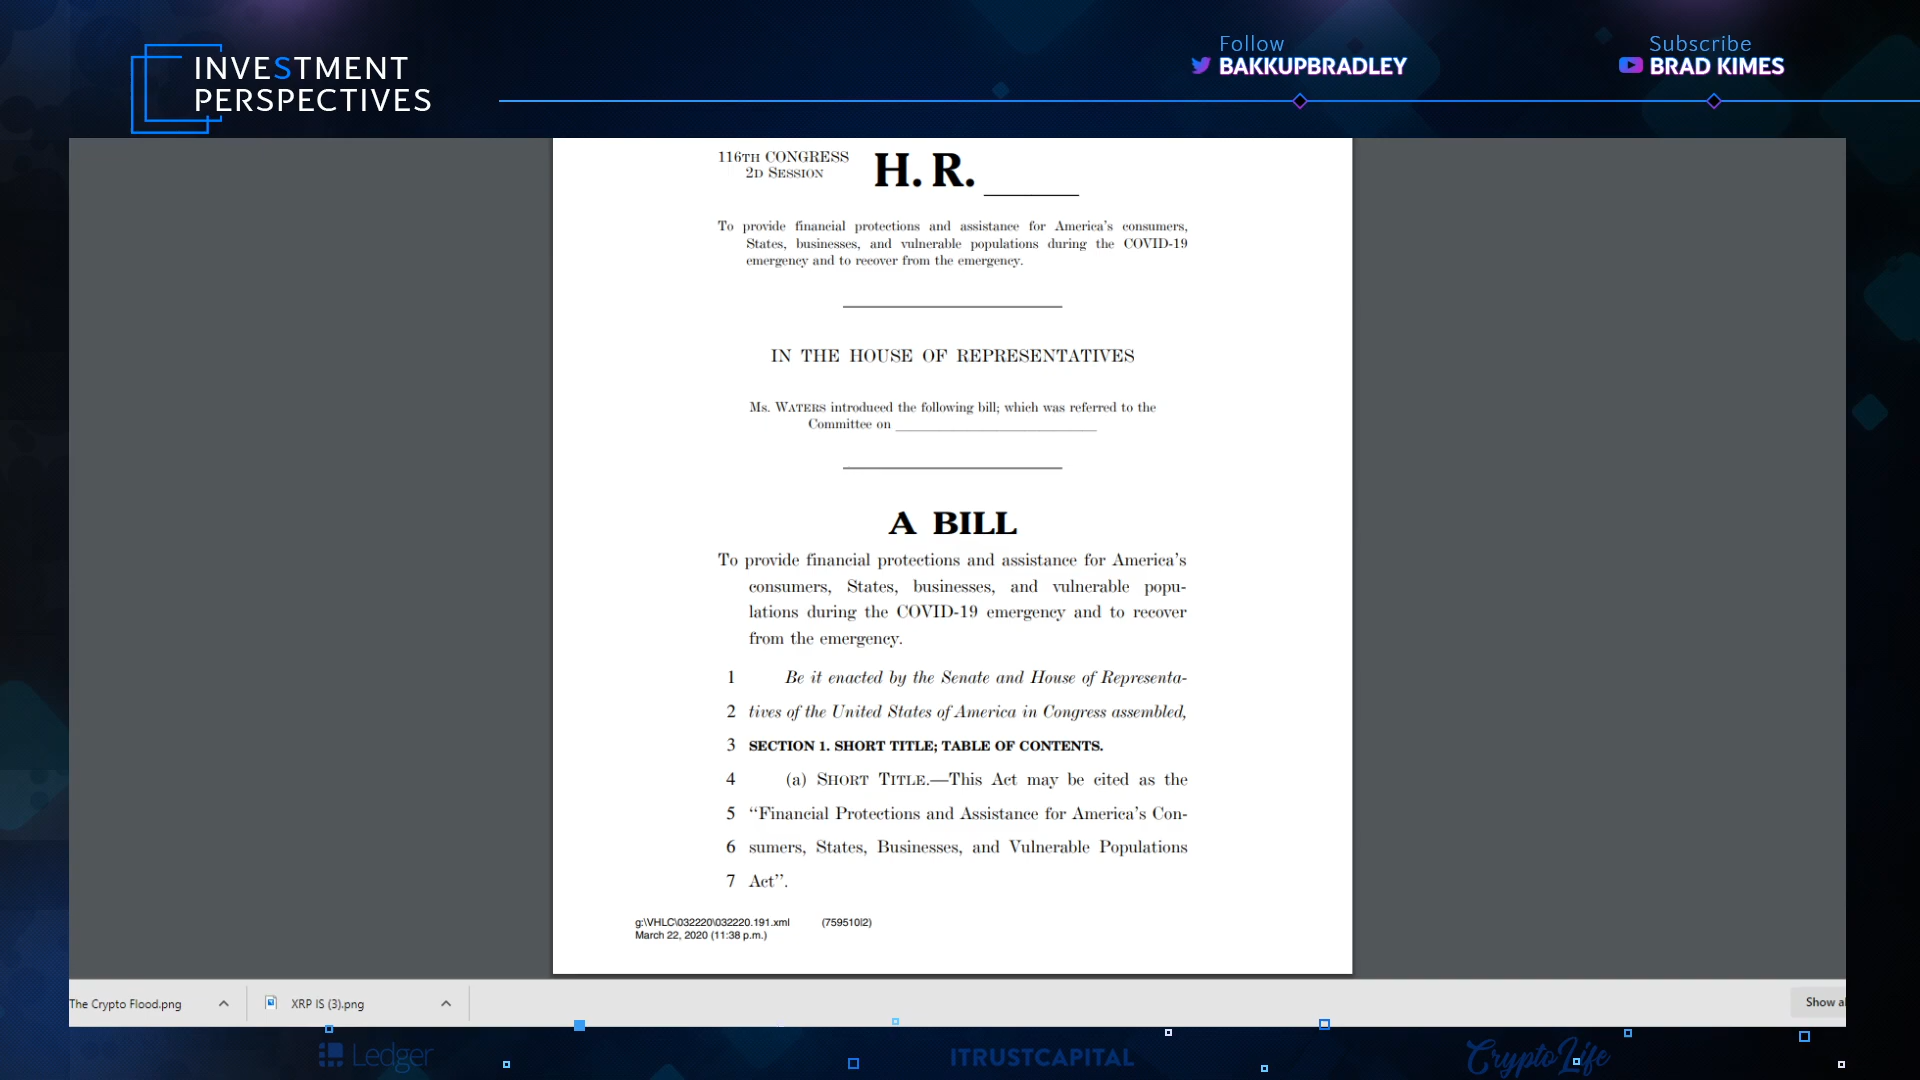 INVESTMENT
PERSPECTIVES
Follow
BAKKUPBRADLEY
Subscribe
BRAD KIMES
116TH CONGRESS
2D SESSION
H. R. ______
To provide financial protections and assistance for America's consumers,
States, businesses, and vulnerable populations during the COVID-19
emergency and to recover from the emergency.
IN THE HOUSE OF REPRESENTATIVES
Ms. WATERS introduced the following bill; which was referred to the
Committee on ______________________________
A BILL
To provide financial protections and assistance for America's
consumers, States, businesses, and vulnerable popu-
lations during the COVID-19 emergency and to recover
from the emergency.
1 Be it enacted by the Senate and House of Representa-
2 tives of the United States of America in Congress assembled,
3 SECTION 1. SHORT TITLE; TABLE OF CONTENTS.
4 (a) SHORT TITLE.—This Act may be cited as the
5 ‘‘Financial Protections and Assistance for America's Con-
6 sumers, States, Businesses, and Vulnerable Populations
7 Act’’.
g:\VHLC\032220\032220.191.xml (759510|2)
March 22, 2020 (11:38 p.m.)
The Crypto Flood.png
XRP IS (3).png
Show al
Ledger
ITRUSTCAPITAL
CryptoLife